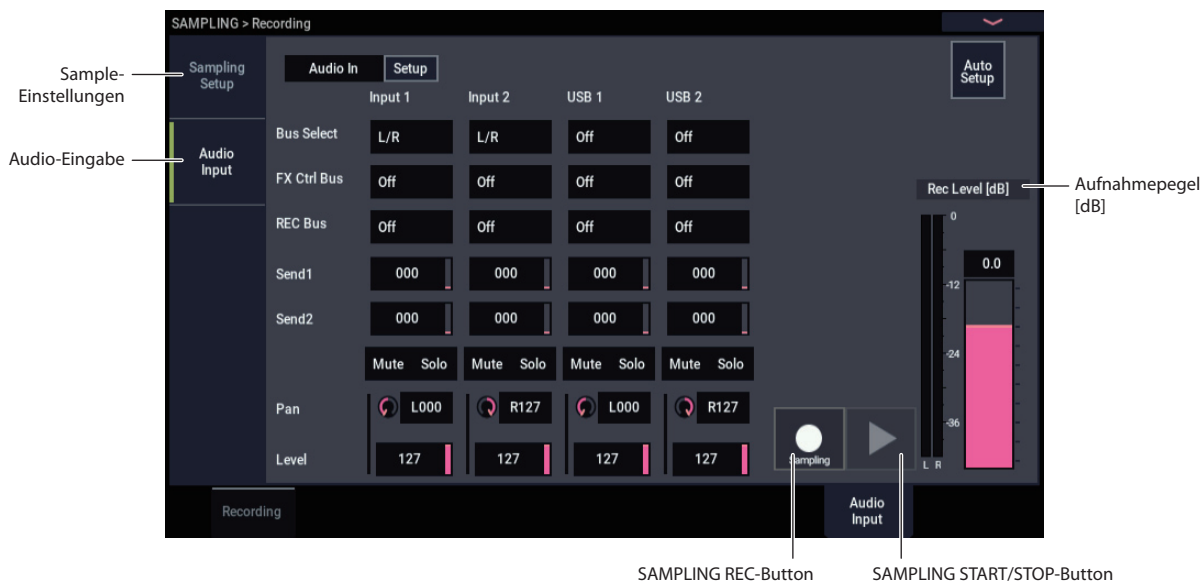 SAMPLING > Recording
Sample-
Einstellungen
Sampling
Setup
Audio In Setup
Auto
Setup
Input 1 Input 2 USB 1 USB 2
Bus Select L/R L/R Off Off
Audio-Eingabe
Audio
Input
FX Ctrl Bus Off Off Off Off
Rec Level [dB]
Aufnahmepegel
[dB]
REC Bus Off Off Off Off
0
Send1 000 000 000 000
0.0
-12
Send2 000 000 000 000
-24
Mute Solo Mute Solo Mute Solo Mute Solo
Pan L000 R127 L000 R127
-36
Level 127 127 127 127
Sampling
L R
Recording
Audio
Input
SAMPLING REC-Button SAMPLING START/STOP-Button